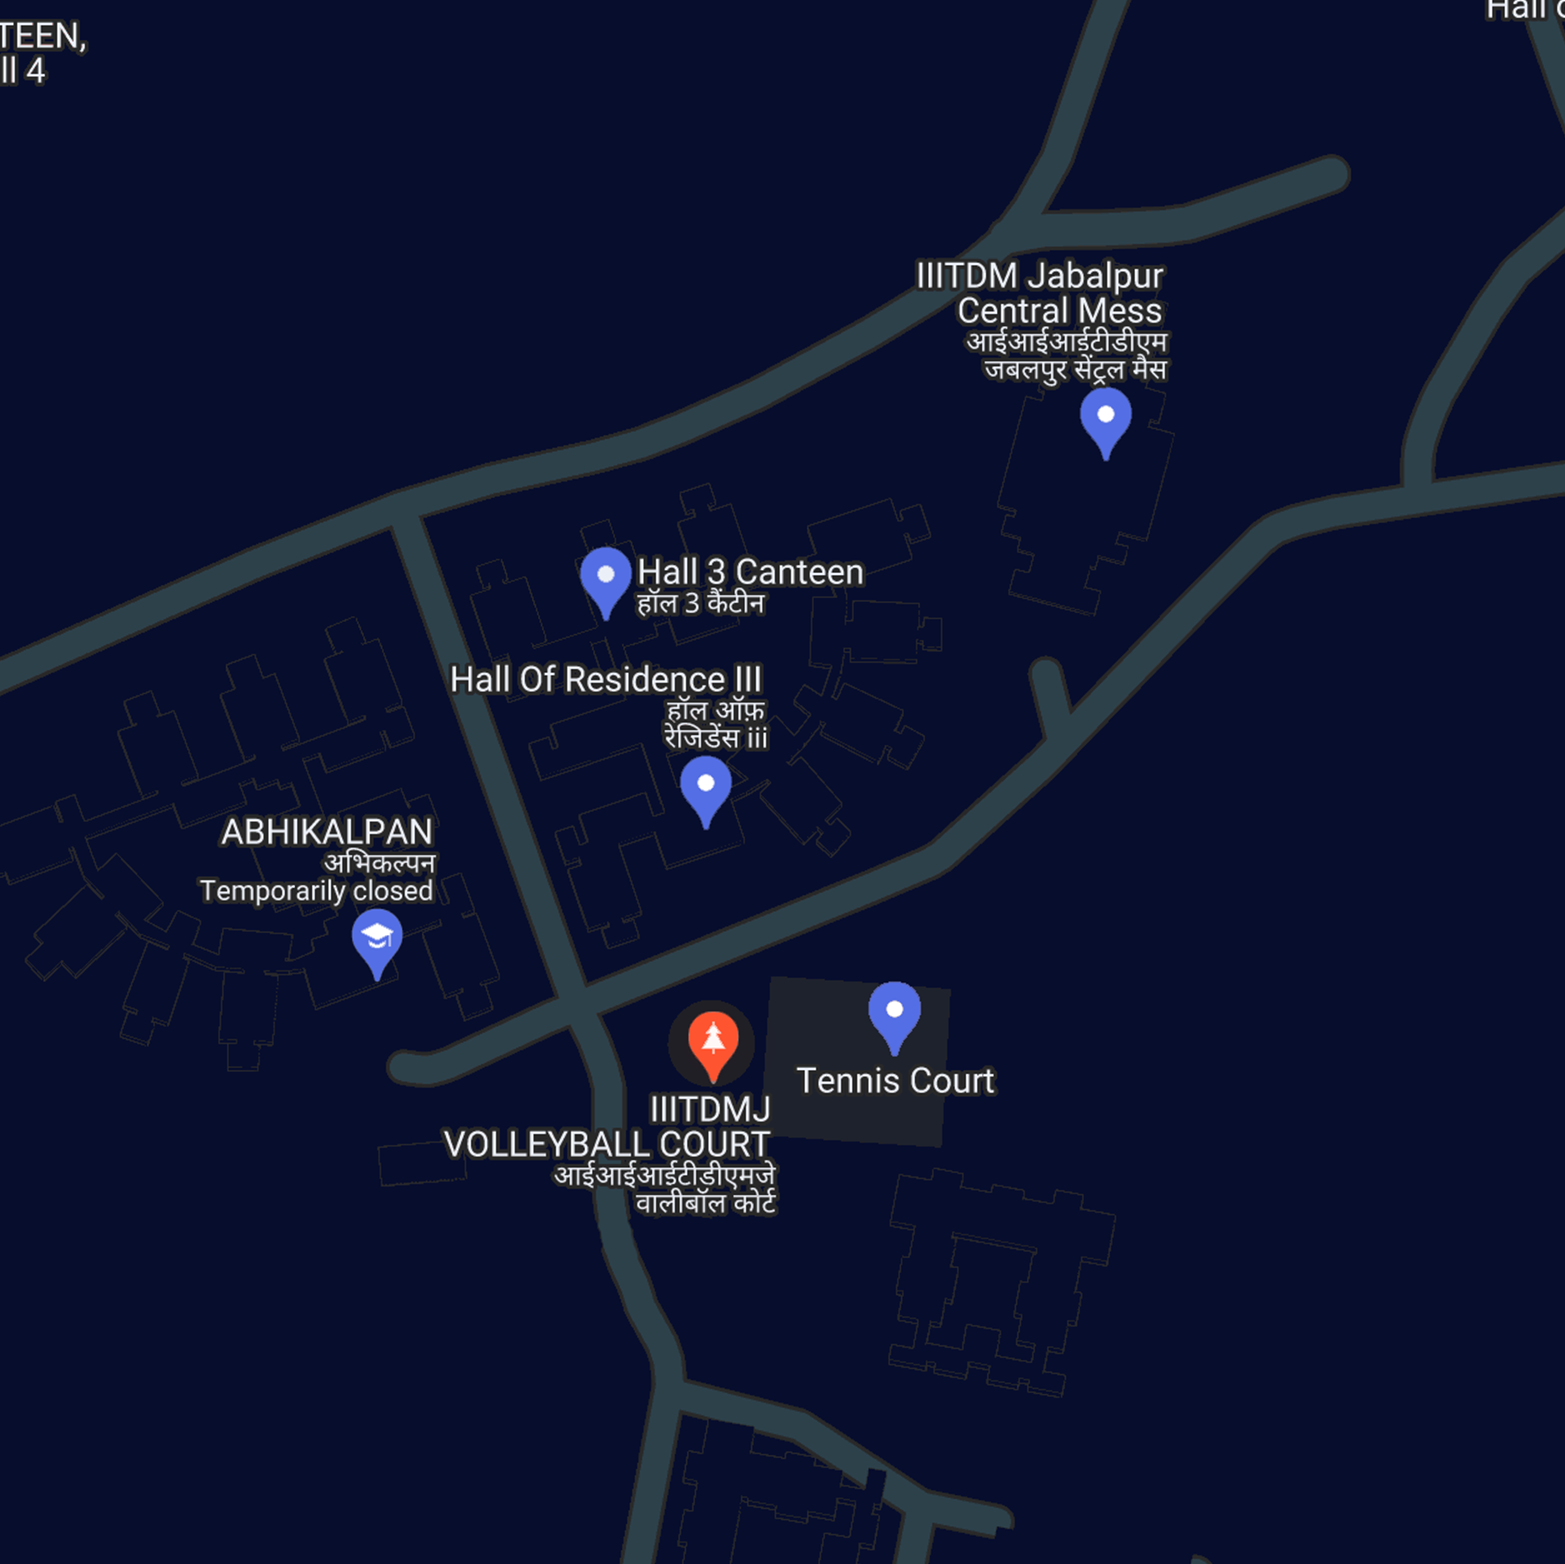 TEEN,
ll 4
Hall
IIITDM Jabalpur
Central Mess
आईआईआईटीडीएम
जबलपुर सेंट्रल मैस
Hall 3 Canteen
हॉल 3 कैंटीन
Hall Of Residence III
हॉल ऑफ़
रेजिडेंस iii
ABHIKALPAN
अभिकल्पन
Temporarily closed
Tennis Court
IIITDMJ
VOLLEYBALL COURT
आईआईआईटीडीएमजे
वालीबॉल कोर्ट